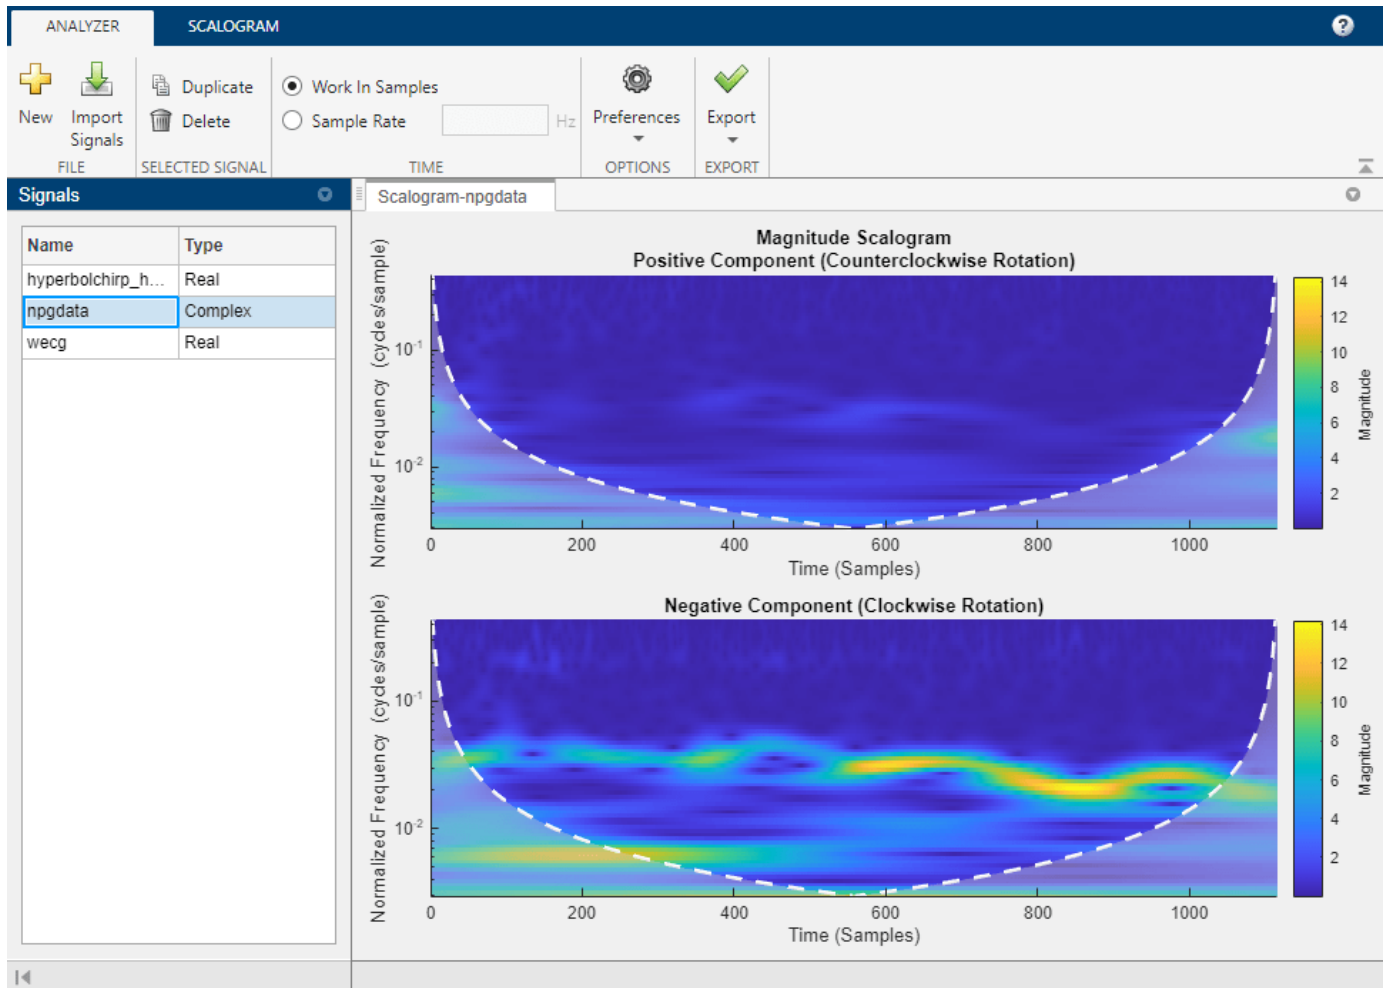 ANALYZER
SCALOGRAM
?
New
Import
Signals
FILE
Duplicate
Delete
SELECTED SIGNAL
Work In Samples
Sample Rate
Hz
TIME
Preferences
OPTIONS
Export
EXPORT
Signals
Name Type
hyperbolchirp_h... Real
npgdata Complex
wecg Real
Scalogram-npgdata
Magnitude Scalogram
Positive Component (Counterclockwise Rotation)
Normalized Frequency (cycles/sample)
10-1
10-2
0 200 400 600 800 1000
Time (Samples)
14
12
10
8
6
4
2
Magnitude
Negative Component (Clockwise Rotation)
Normalized Frequency (cycles/sample)
10-1
10-2
0 200 400 600 800 1000
Time (Samples)
14
12
10
8
6
4
2
Magnitude